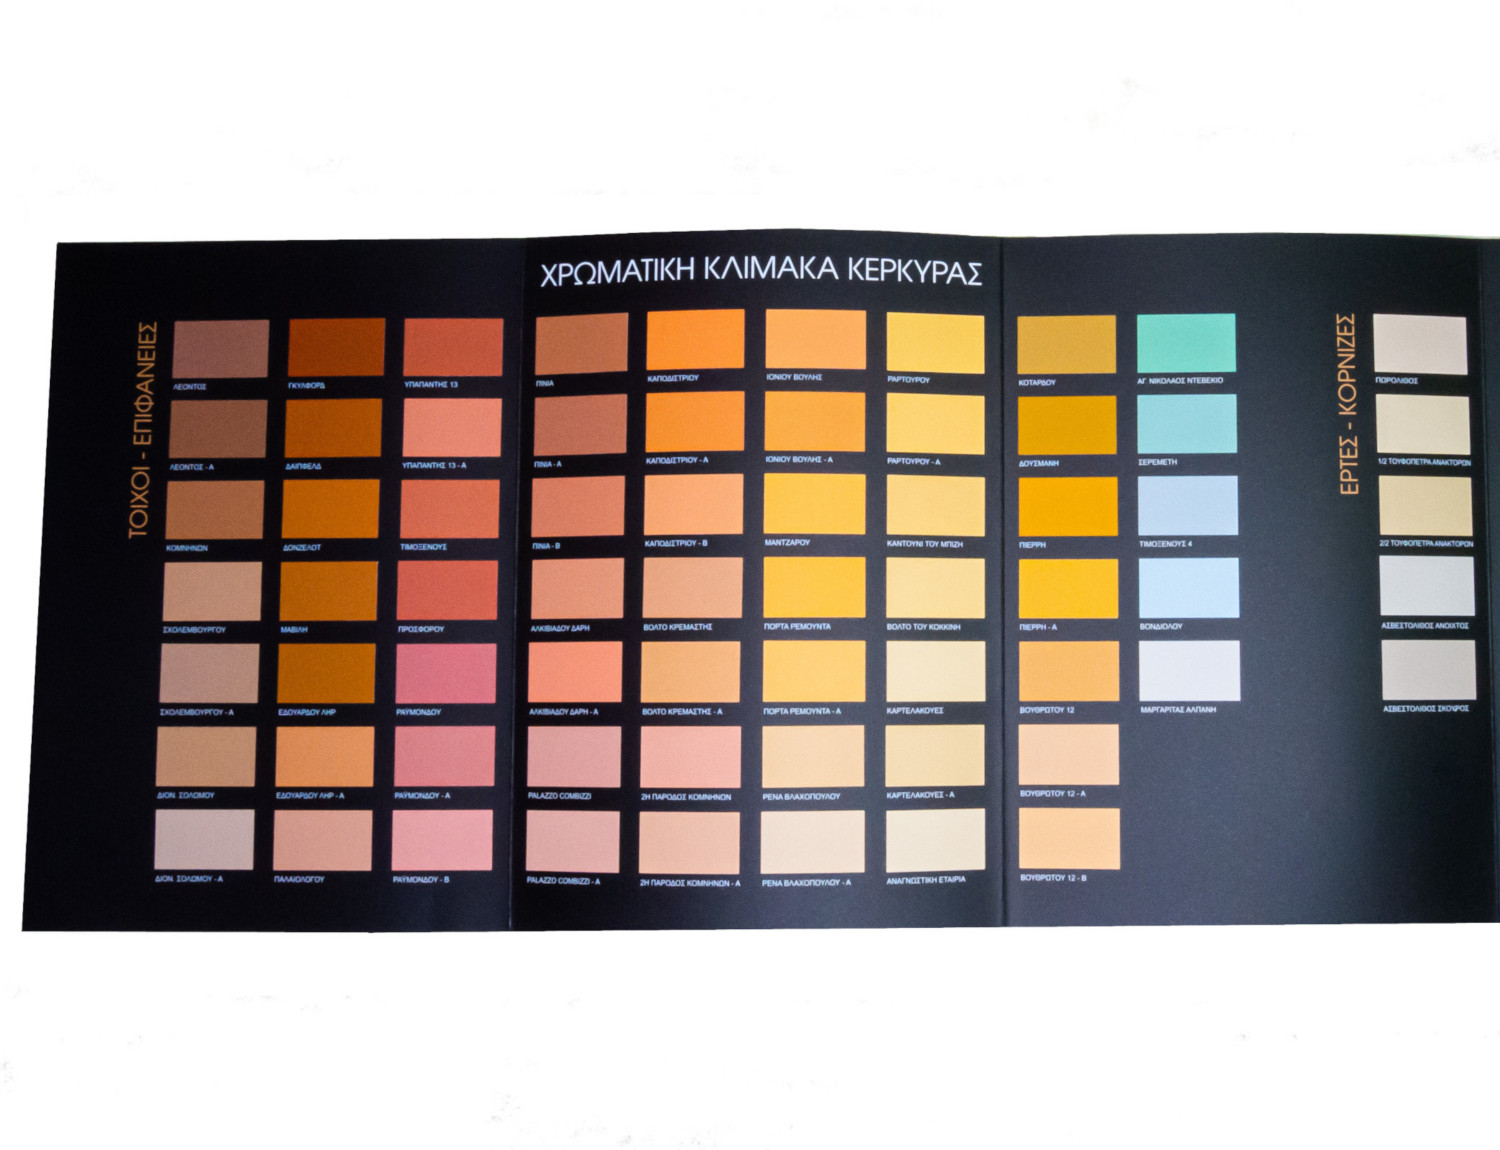 ΧΡΩΜΑΤΙΚΗ ΚΛΙΜΑΚΑ ΚΕΡΚΥΡΑΣ
ΤΟΙΧΟΙ - ΕΠΙΦΑΝΕΙΕΣ
ΛΕΟΝΤΟΣ
ΓΚΥΛΦΟΡΔ
ΥΠΑΠΑΝΤΗΣ 13
ΠΙΝΙΑ
ΚΑΠΟΔΙΣΤΡΙΟΥ
ΙΟΝΙΟΥ ΒΟΥΛΗΣ
ΡΑΡΤΟΥΡΟΥ
ΚΟΤΑΡΔΟΥ
ΑΓ. ΝΙΚΟΛΑΟΣ ΝΤΕΒΕΚΙΟ
ΛΕΟΝΤΟΣ - Α
ΔΑΙΠΦΕΛΔ
ΥΠΑΠΑΝΤΗΣ 13 - Α
ΠΙΝΙΑ - Α
ΚΑΠΟΔΙΣΤΡΙΟΥ - Α
ΙΟΝΙΟΥ ΒΟΥΛΗΣ - Α
ΡΑΡΤΟΥΡΟΥ - Α
ΔΟΥΣΜΑΝΗ
ΣΕΡΕΜΕΤΗ
ΚΟΜΝΗΝΩΝ
ΔΟΝΖΕΛΟΤ
ΤΙΜΟΞΕΝΟΥΣ
ΠΙΝΙΑ - Β
ΚΑΠΟΔΙΣΤΡΙΟΥ - Β
ΜΑΝΤΖΑΡΟΥ
ΚΑΝΤΟΥΝΙ ΤΟΥ ΜΠΙΖΗ
ΠΙΕΡΡΗ
ΤΙΜΟΞΕΝΟΥΣ 4
ΣΧΟΛΕΜΒΟΥΡΓΟΥ
ΜΑΒΙΛΗ
ΠΡΟΣΦΟΡΟΥ
ΑΛΚΙΒΙΑΔΟΥ ΔΑΡΗ
ΒΟΛΤΟ ΚΡΕΜΑΣΤΗΣ
ΠΟΡΤΑ ΡΕΜΟΥΝΤΑ
ΒΟΛΤΟ ΤΟΥ ΚΟΚΚΙΝΗ
ΠΙΕΡΡΗ - Α
ΒΟΝΔΙΟΛΟΥ
ΣΧΟΛΕΜΒΟΥΡΓΟΥ - Α
ΕΔΟΥΑΡΔΟΥ ΛΗΡ
ΡΑΫΜΟΝΔΟΥ
ΑΛΚΙΒΙΑΔΟΥ ΔΑΡΗ - Α
ΒΟΛΤΟ ΚΡΕΜΑΣΤΗΣ - Α
ΠΟΡΤΑ ΡΕΜΟΥΝΤΑ - Α
ΚΑΡΤΕΛΑΚΟΥΕΣ
ΒΟΥΘΡΩΤΟΥ 12
ΜΑΡΓΑΡΙΤΑΣ ΑΛΠΑΝΗ
ΔΙΟΝ. ΣΟΛΩΜΟΥ
ΕΔΟΥΑΡΔΟΥ ΛΗΡ - Α
ΡΑΫΜΟΝΔΟΥ - Α
PALAZZO COMBIZZI
2Η ΠΑΡΟΔΟΣ ΚΟΜΝΗΝΩΝ
ΡΕΝΑ ΒΛΑΧΟΠΟΥΛΟΥ
ΚΑΡΤΕΛΑΚΟΥΕΣ - Α
ΒΟΥΘΡΩΤΟΥ 12 - Α
ΔΙΟΝ. ΣΟΛΩΜΟΥ - Α
ΠΑΛΑΙΟΛΟΓΟΥ
ΡΑΫΜΟΝΔΟΥ - Β
PALAZZO COMBIZZI - A
2Η ΠΑΡΟΔΟΣ ΚΟΜΝΗΝΩΝ - Α
ΡΕΝΑ ΒΛΑΧΟΠΟΥΛΟΥ - Α
ΑΝΑΓΝΩΣΤΙΚΗ ΕΤΑΙΡΙΑ
ΒΟΥΘΡΩΤΟΥ 12 - Β
ΕΡΤΕΣ - ΚΟΡΝΙΖΕΣ
ΠΩΡΟΛΙΘΟΣ
1/2 ΤΟΥΦΟΠΕΤΡΑ ΑΝΑΚΤΟΡΩΝ
2/2 ΤΟΥΦΟΠΕΤΡΑ ΑΝΑΚΤΟΡΩΝ
ΑΣΒΕΣΤΟΛΙΘΟΣ ΑΝΟΙΧΤΟΣ
ΑΣΒΕΣΤΟΛΙΘΟΣ ΣΚΟΥΡΟΣ